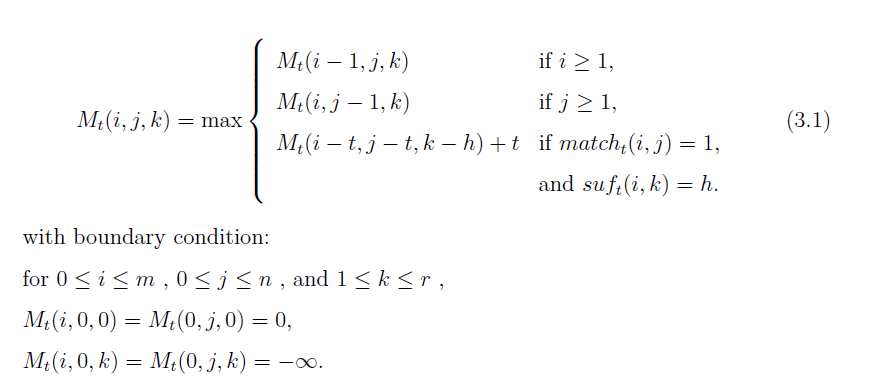 M_t(i, j, k) = max { M_t(i − 1, j, k) if i ≥ 1,
M_t(i, j − 1, k) if j ≥ 1,
M_t(i − t, j − t, k − h) + t if match_t(i, j) = 1,
and suf_t(i, k) = h.
(3.1)
with boundary condition:
for 0 ≤ i ≤ m , 0 ≤ j ≤ n , and 1 ≤ k ≤ r ,
M_t(i, 0, 0) = M_t(0, j, 0) = 0,
M_t(i, 0, k) = M_t(0, j, k) = −∞.